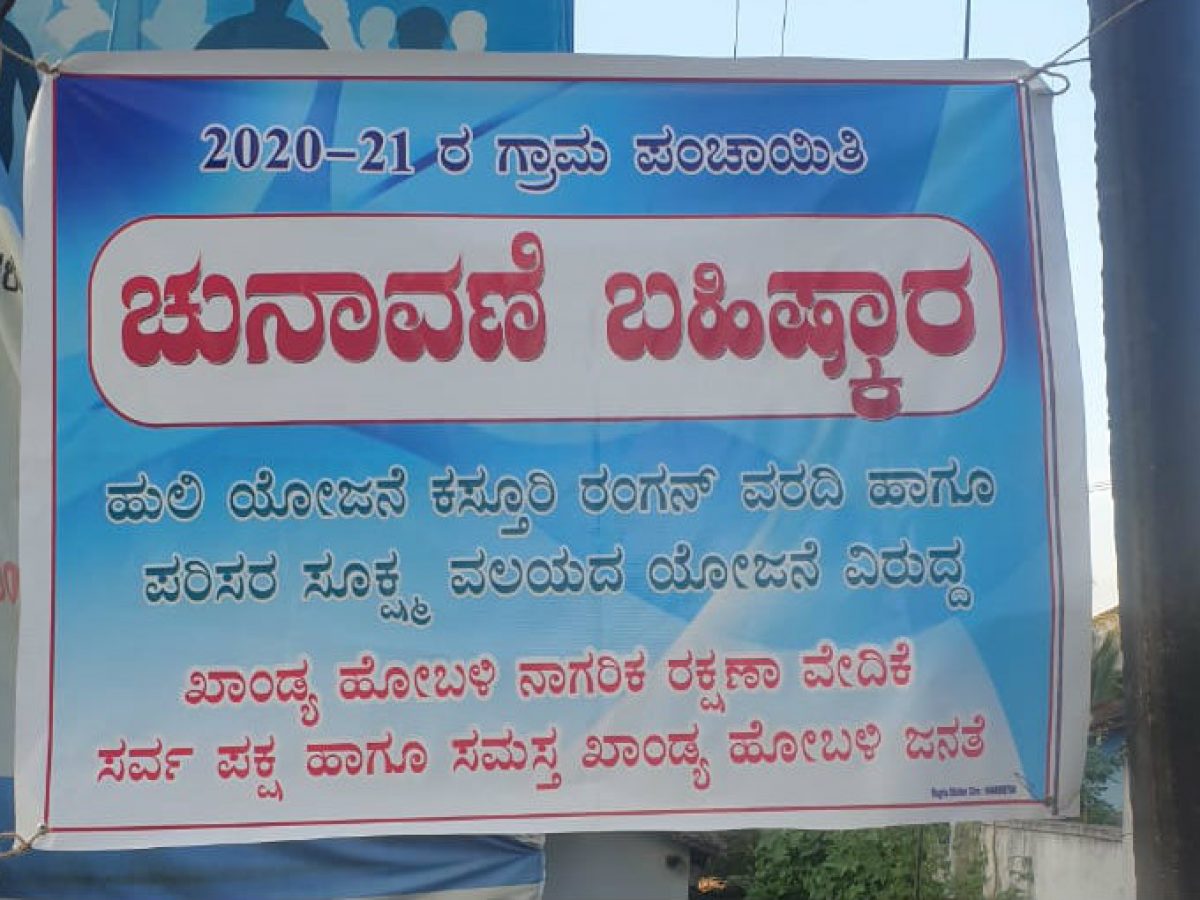 2020-21 ರ ಗ್ರಾಮ ಪಂಚಾಯಿತಿ
ಚುನಾವಣೆ ಬಹಿಷ್ಕಾರ
ಹುಲಿ ಯೋಜನೆ ಕಸ್ತೂರಿ ರಂಗನ್ ವರದಿ ಹಾಗೂ
ಪರಿಸರ ಸೂಕ್ಷ್ಮ ವಲಯದ ಯೋಜನೆ ವಿರುದ್ದ
ಖಾಂಡ್ಯ ಹೋಬಳಿ ನಾಗರಿಕ ರಕ್ಷಣಾ ವೇದಿಕೆ
ಸರ್ವ ಪಕ್ಷ ಹಾಗೂ ಸಮಸ್ತ ಖಾಂಡ್ಯ ಹೋಬಳಿ ಜನತೆ